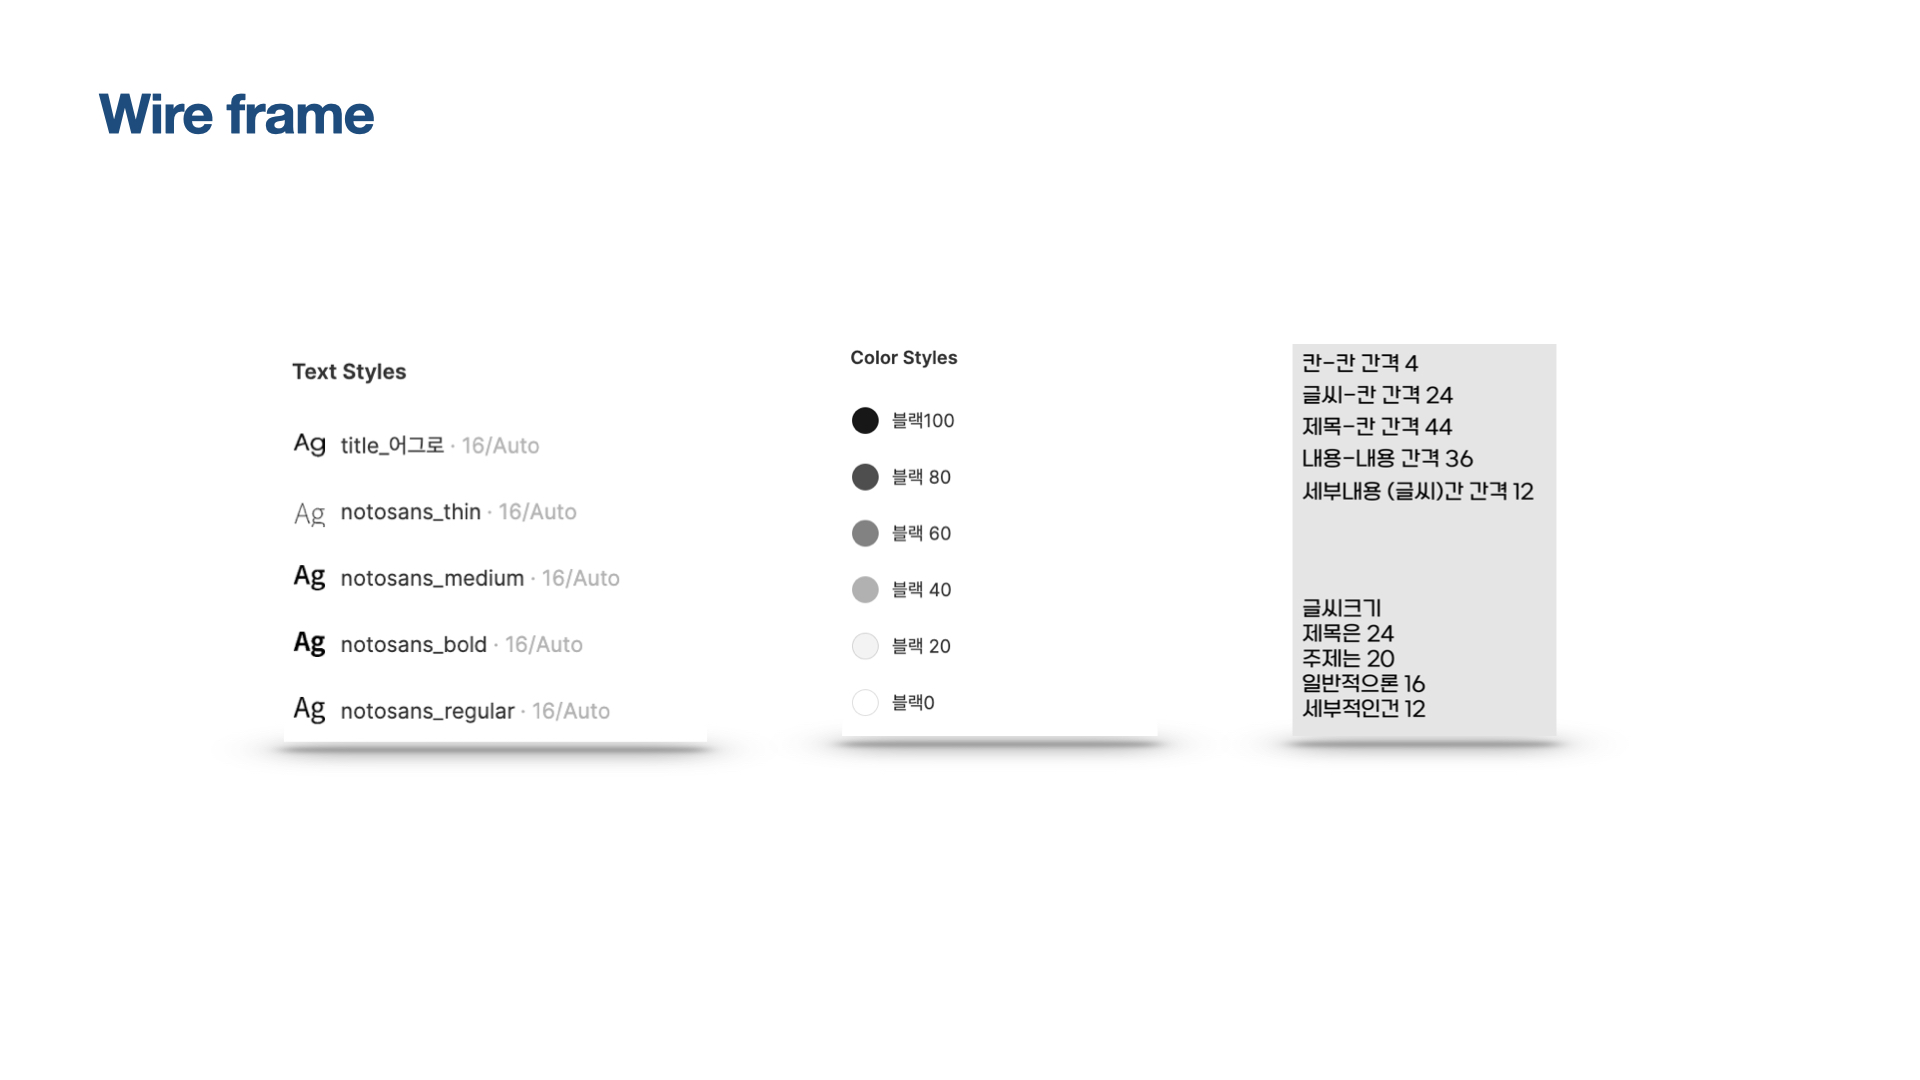 Wire frame
Text Styles
Ag title_어그로 · 16/Auto
Ag notosans_thin · 16/Auto
Ag notosans_medium · 16/Auto
Ag notosans_bold · 16/Auto
Ag notosans_regular · 16/Auto
Color Styles
블랙100
블랙 80
블랙 60
블랙 40
블랙 20
블랙0
칸-칸 간격 4
글씨-칸 간격 24
제목-칸 간격 44
내용-내용 간격 36
세부내용 (글씨)간 간격 12
글씨크기
제목은 24
주제는 20
일반적으론 16
세부적인건 12